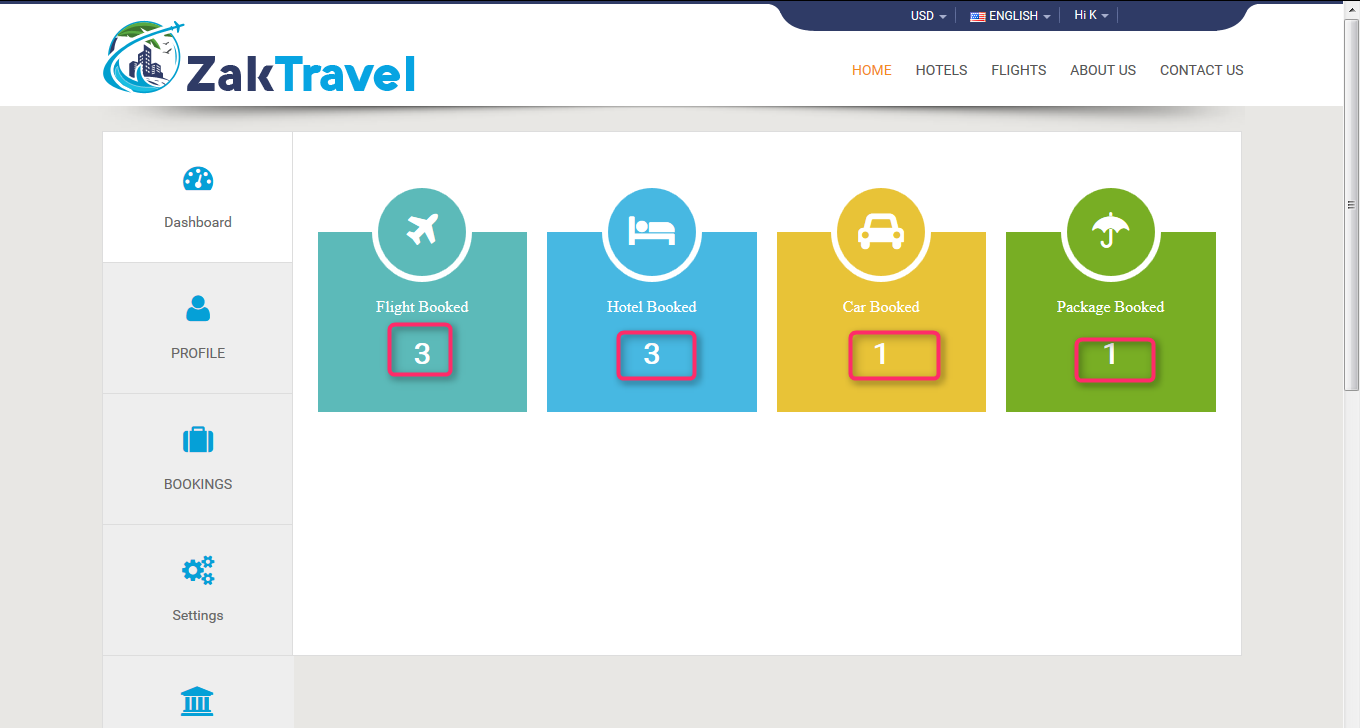 USD
ENGLISH
Hi K
ZakTravel
HOME
HOTELS
FLIGHTS
ABOUT US
CONTACT US
Dashboard
PROFILE
BOOKINGS
Settings
Flight Booked
3
Hotel Booked
3
Car Booked
1
Package Booked
1